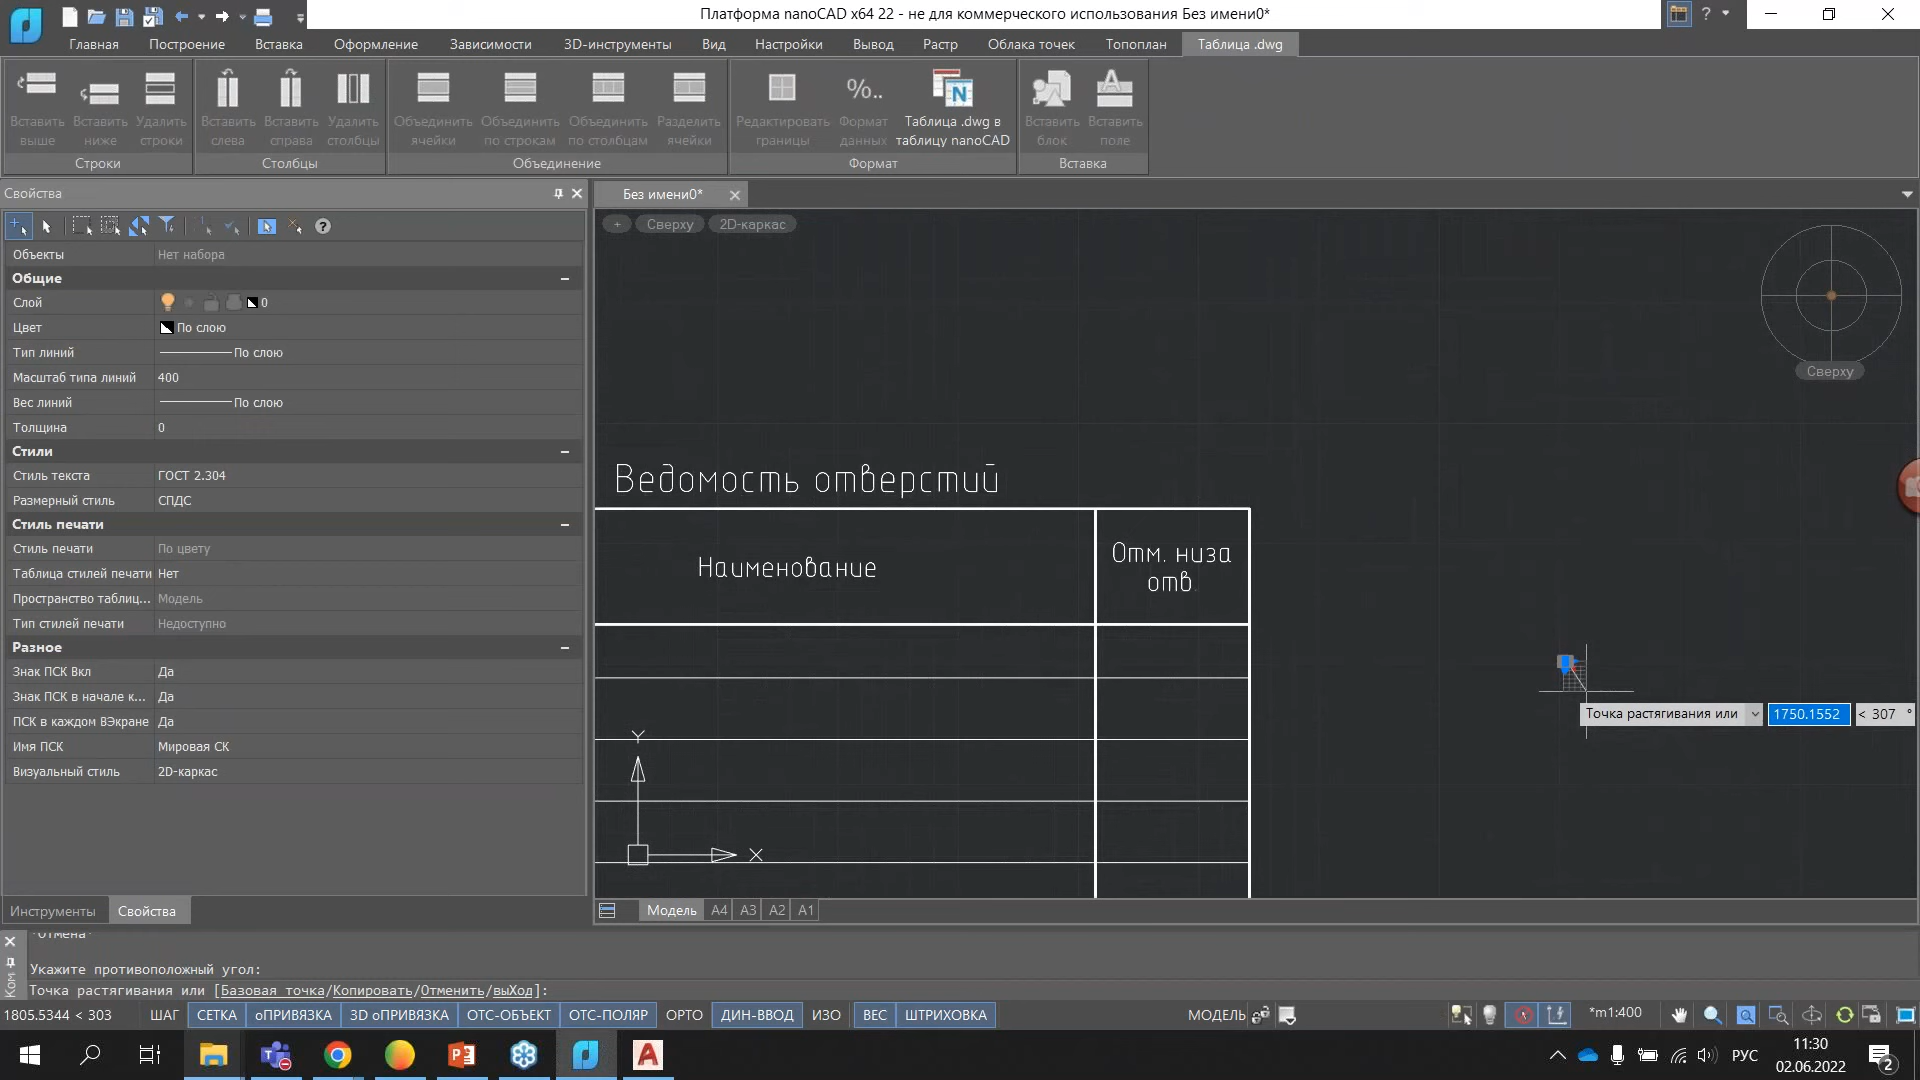 Платформа nanoCAD x64 22 - не для коммерческого использования Без имени0*
?
Главная Построение Вставка Оформление Зависимости 3D-инструменты Вид Настройки Вывод Растр Облака точек Топоплан Таблица .dwg
Вставить выше
Вставить ниже
Удалить строки
Вставить слева
Вставить справа
Удалить столбцы
Объединить ячейки
Объединить по строкам
Объединить по столбцам
Разделить ячейки
Редактировать границы
%..
Формат данных
Таблица .dwg в таблицу nanoCAD
Вставить блок
Вставить поле
Строки Столбцы Объединение Формат Вставка
Свойства
Без имени0*
+ Сверху 2D-каркас
Объекты Нет набора
Общие
Слой 0
Цвет По слою
Тип линий По слою
Масштаб типа линий 400
Вес линий По слою
Толщина 0
Стили
Стиль текста ГОСТ 2.304
Размерный стиль СПДС
Стиль печати
Стиль печати По цвету
Таблица стилей печати Нет
Пространство таблиц... Модель
Тип стилей печати Недоступно
Разное
Знак ПСК Вкл Да
Знак ПСК в начале к... Да
ПСК в каждом ВЭкране Да
Имя ПСК Мировая СК
Визуальный стиль 2D-каркас
Сверху
Ведомость отверстий
Наименование
Отм. низа
отв.
Y
X
Точка растягивания или 1750.1552 < 307 °
Инструменты Свойства
Модель A4 A3 A2 A1
*Отмена*
Укажите противоположный угол:
Точка растягивания или [Базовая точка/Копировать/Отменить/выХод]:
Ком
1805.5344 < 303 ШАГ СЕТКА оПРИВЯЗКА 3D оПРИВЯЗКА ОТС-ОБЪЕКТ ОТС-ПОЛЯР ОРТО ДИН-ВВОД ИЗО ВЕС ШТРИХОВКА МОДЕЛЬ *m1:400
РУС
11:30
02.06.2022
2